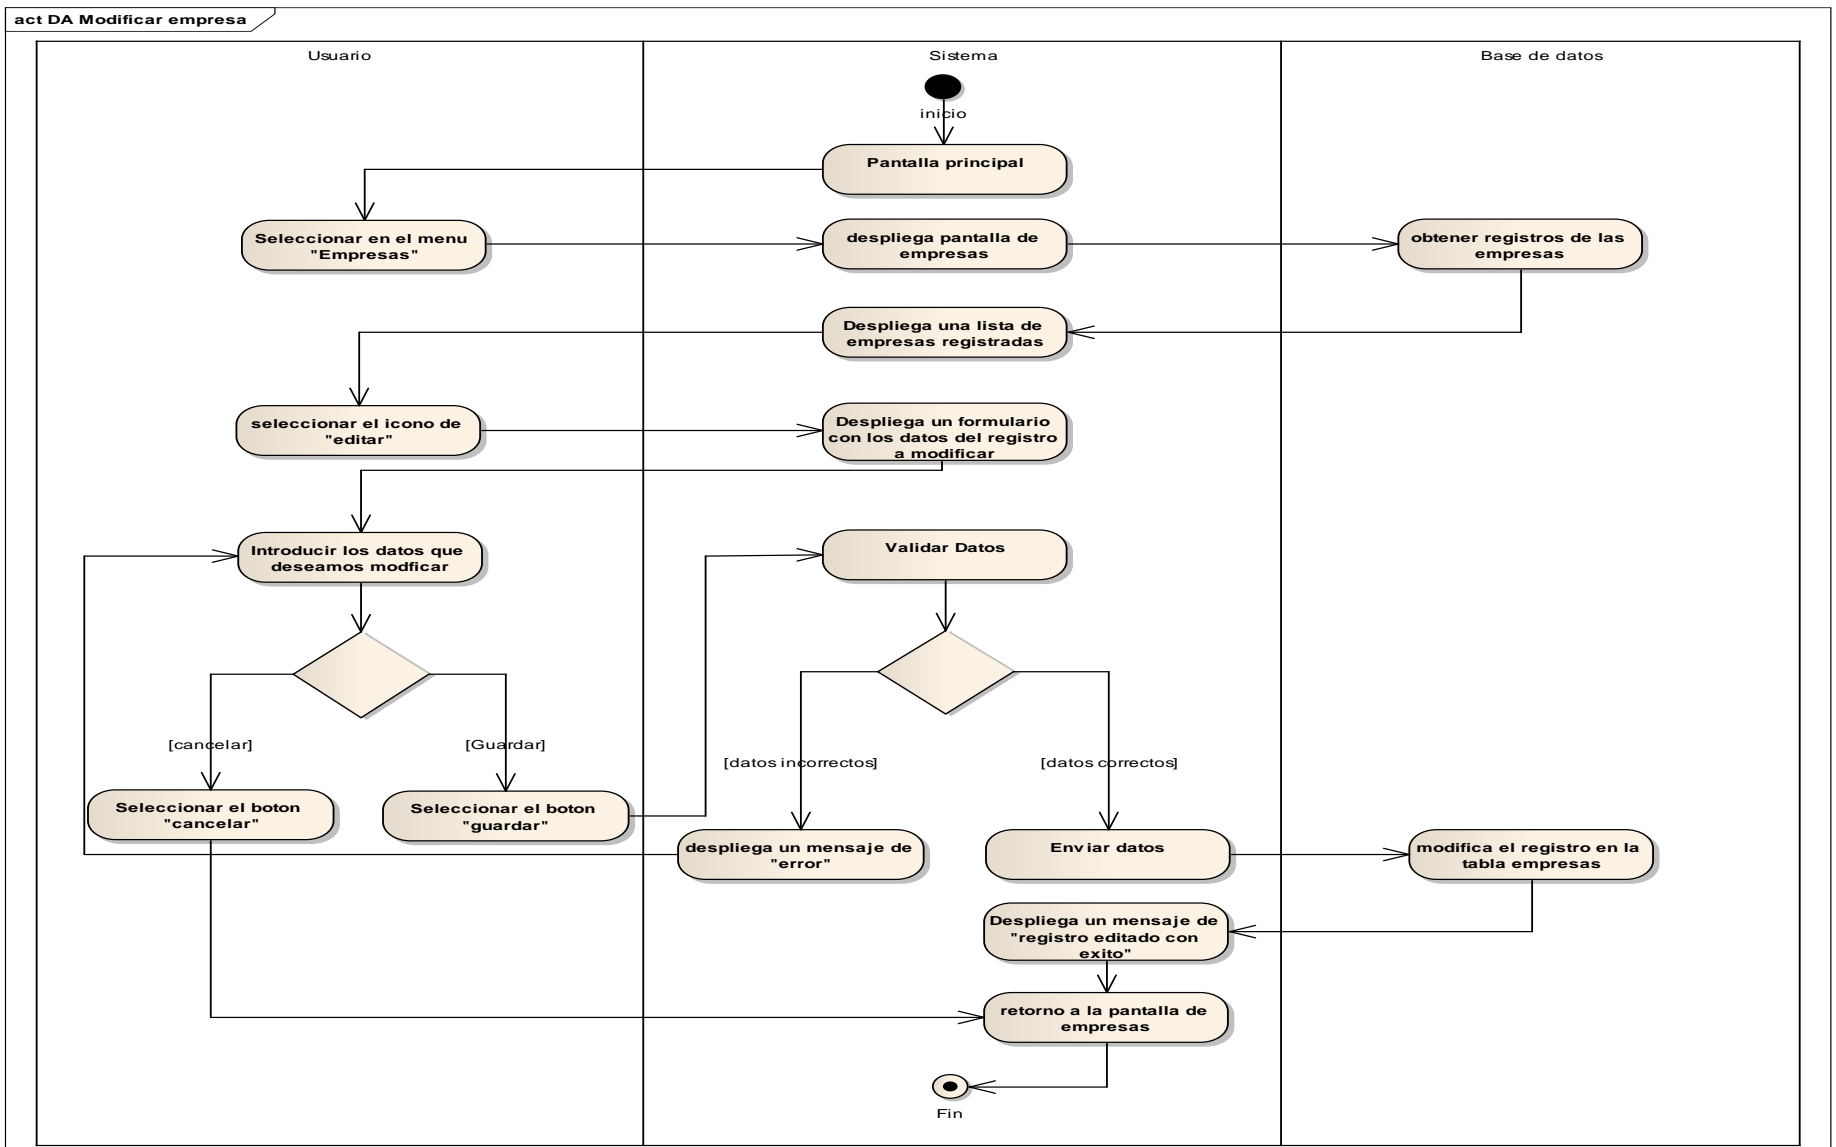 act DA Modificar empresa
Usuario
Sistema
Base de datos
inicio
Pantalla principal
Seleccionar en el menu
"Empresas"
despliega pantalla de
empresas
obtener registros de las
empresas
Despliega una lista de
empresas registradas
seleccionar el icono de
"editar"
Despliega un formulario
con los datos del registro
a modificar
Introducir los datos que
deseamos modficar
Validar Datos
[cancelar]
[Guardar]
[datos incorrectos]
[datos correctos]
Seleccionar el boton
"cancelar"
Seleccionar el boton
"guardar"
despliega un mensaje de
"error"
Enviar datos
modifica el registro en la
tabla empresas
Despliega un mensaje de
"registro editado con
exito"
retorno a la pantalla de
empresas
Fin